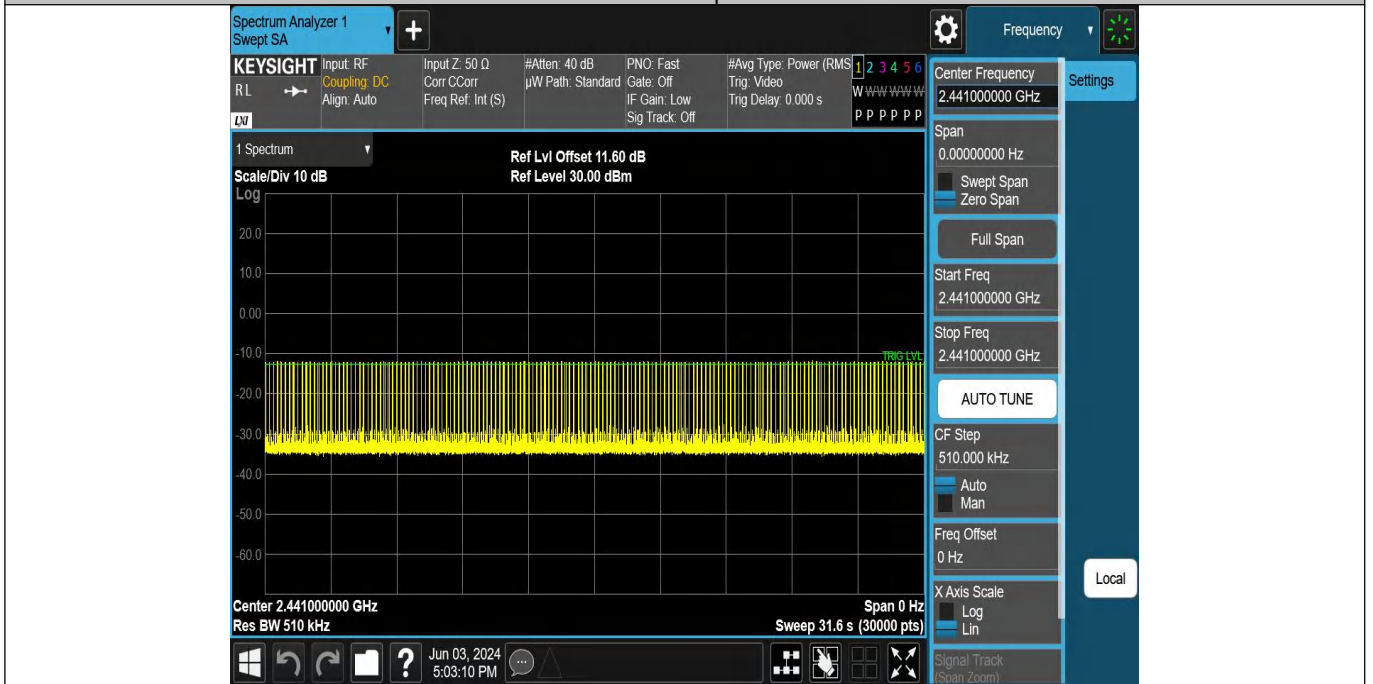 Spectrum Analyzer 1
Swept SA
+
Frequency
KEYSIGHT
RL
LXI
Input: RF
Coupling: DC
Align: Auto
Input Z: 50 Ω
Corr CCorr
Freq Ref: Int (S)
#Atten: 40 dB
µW Path: Standard
PNO: Fast
Gate: Off
IF Gain: Low
Sig Track: Off
#Avg Type: Power (RMS
Trig: Video
Trig Delay: 0.000 s
1 2 3 4 5 6
W W W W W W
P P P P P P
Center Frequency
2.441000000 GHz
Settings
Span
0.00000000 Hz
Swept Span
Zero Span
Full Span
Start Freq
2.441000000 GHz
Stop Freq
2.441000000 GHz
AUTO TUNE
CF Step
510.000 kHz
Auto
Man
Freq Offset
0 Hz
X Axis Scale
Log
Lin
Signal Track
(Span Zoom)
Local
1 Spectrum
Scale/Div 10 dB
Ref Lvl Offset 11.60 dB
Ref Level 30.00 dBm
Log
20.0
10.0
0.00
-10.0
-20.0
-30.0
-40.0
-50.0
-60.0
TRIG LVL
Center 2.441000000 GHz
Span 0 Hz
Res BW 510 kHz
Sweep 31.6 s (30000 pts)
?
Jun 03, 2024
5:03:10 PM